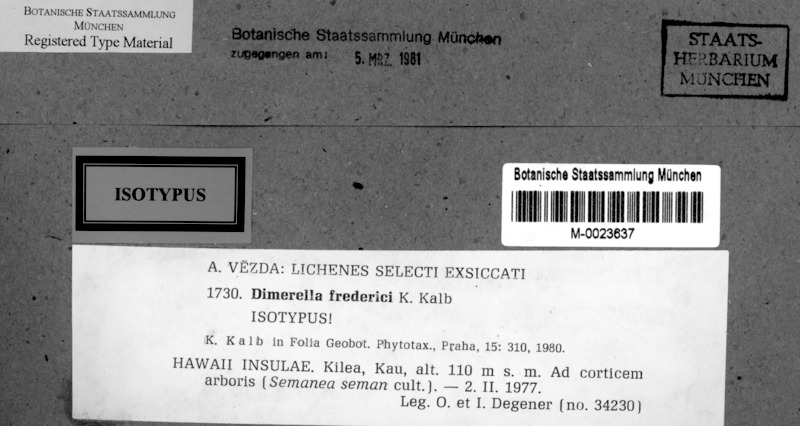 BOTANISCHE STAATSSAMMLUNG
MÜNCHEN
Registered Type Material
Botanische Staatssammlung München
zugegangen am: 5. MRZ. 1981
STAATS-
HERBARIUM
MÜNCHEN
ISOTYPUS
Botanische Staatssammlung München
M-0023637
A. VĚZDA: LICHENES SELECTI EXSICCATI
1730. Dimerella frederici K. Kalb
ISOTYPUS!
K. Kalb in Folia Geobot. Phytotax., Praha, 15: 310, 1980.
HAWAII INSULAE. Kilea, Kau, alt. 110 m s. m. Ad corticem
arboris (Semanea seman cult.). — 2. II. 1977.
Leg. O. et I. Degener (no. 34230)